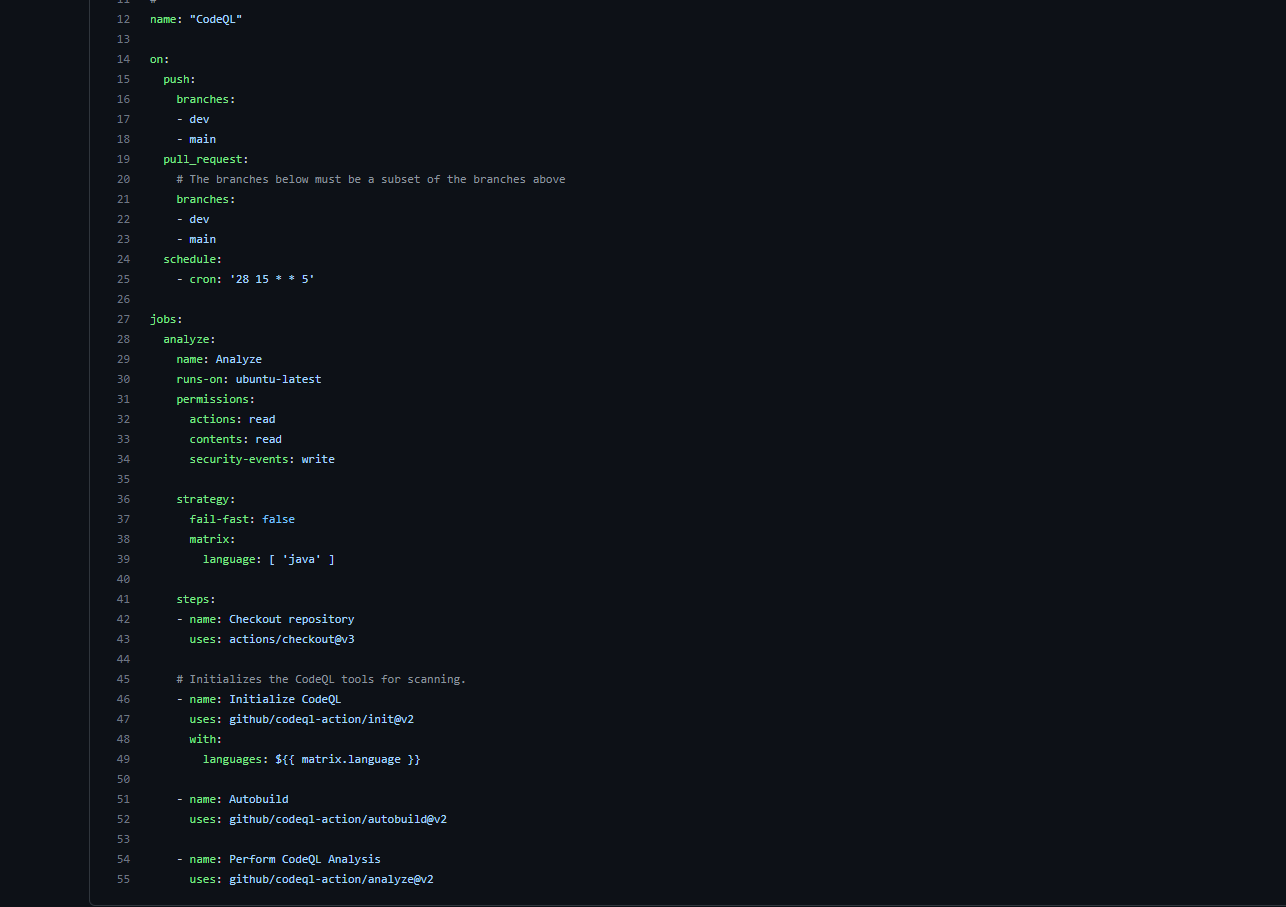 11 #
12 name: "CodeQL"
13
14 on:
15   push:
16     branches:
17     - dev
18     - main
19   pull_request:
20     # The branches below must be a subset of the branches above
21     branches:
22     - dev
23     - main
24   schedule:
25     - cron: '28 15 * * 5'
26
27 jobs:
28   analyze:
29     name: Analyze
30     runs-on: ubuntu-latest
31     permissions:
32       actions: read
33       contents: read
34       security-events: write
35
36     strategy:
37       fail-fast: false
38       matrix:
39         language: [ 'java' ]
40
41     steps:
42     - name: Checkout repository
43       uses: actions/checkout@v3
44
45     # Initializes the CodeQL tools for scanning.
46     - name: Initialize CodeQL
47       uses: github/codeql-action/init@v2
48       with:
49         languages: ${{ matrix.language }}
50
51     - name: Autobuild
52       uses: github/codeql-action/autobuild@v2
53
54     - name: Perform CodeQL Analysis
55       uses: github/codeql-action/analyze@v2